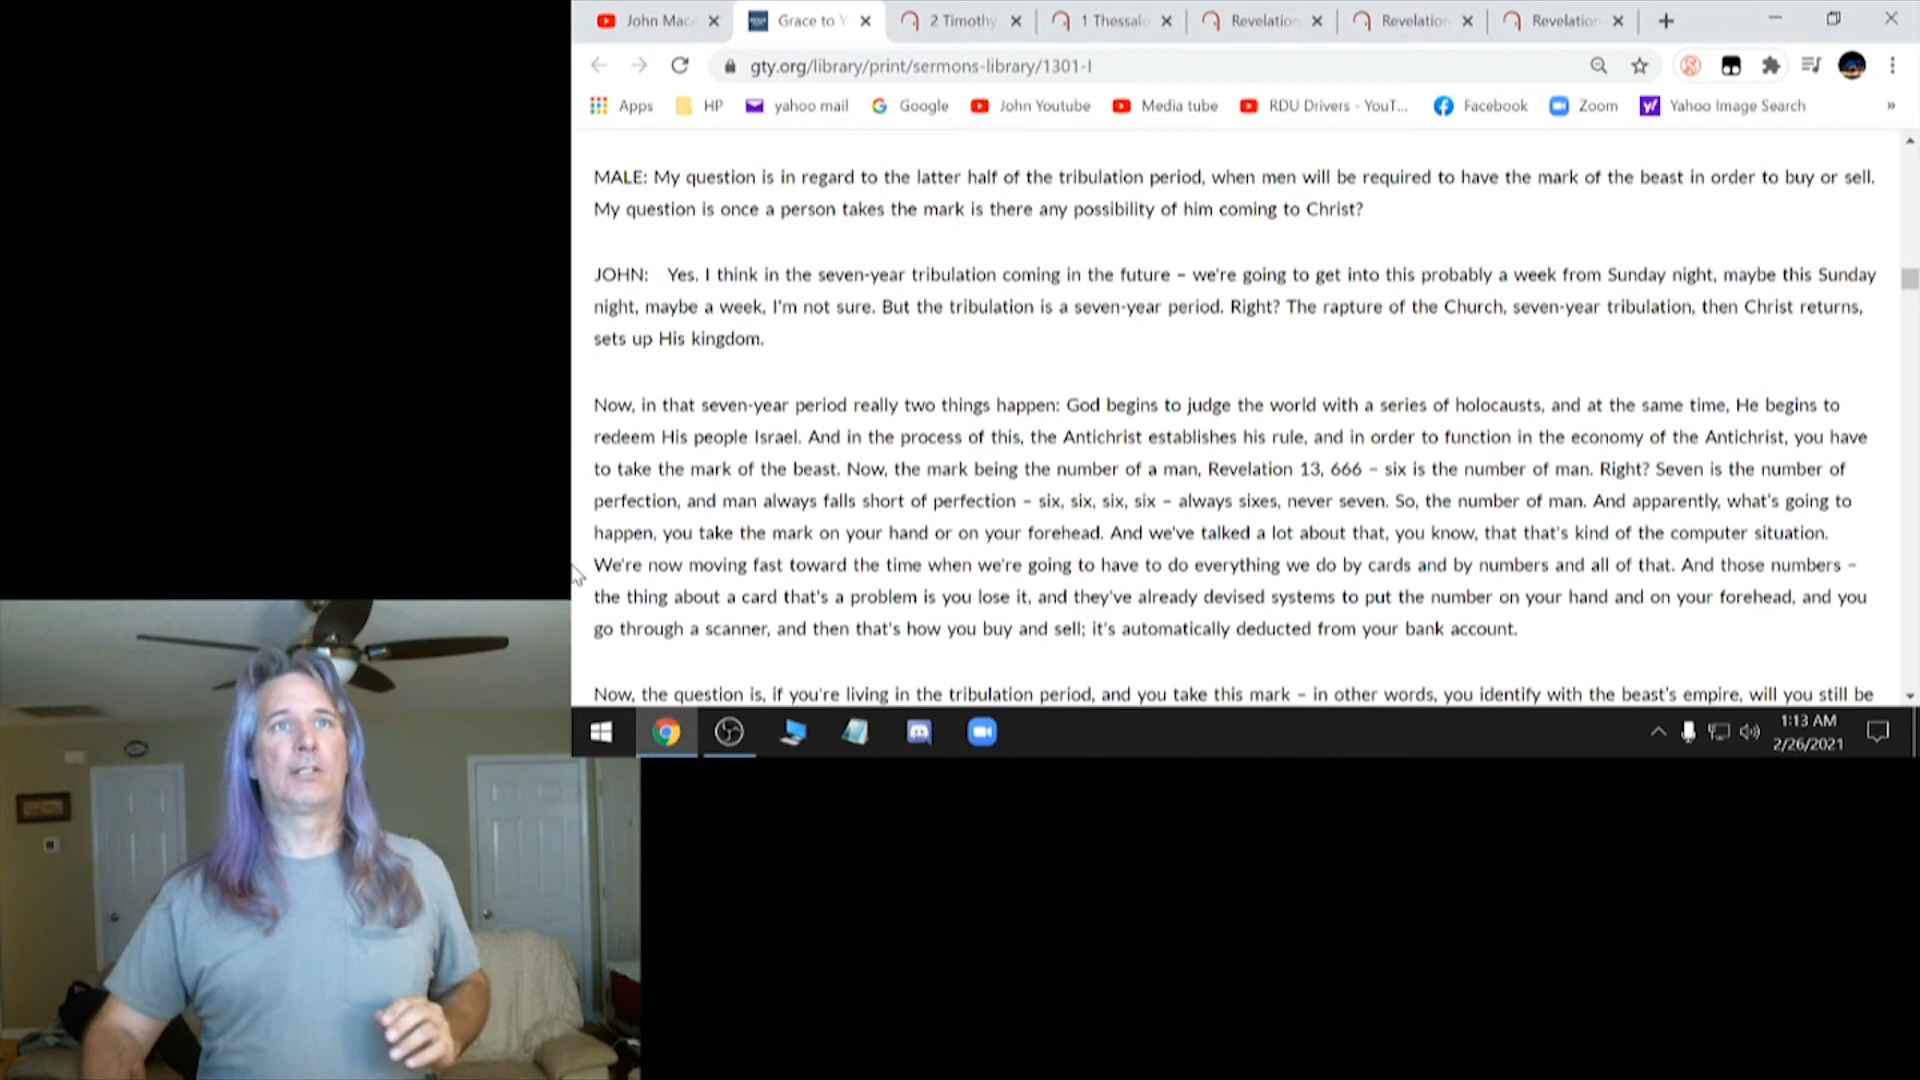 John Mac
Grace to Y
2 Timothy
1 Thessalo
Revelation
Revelation
Revelation
gty.org/library/print/sermons-library/1301-I
Apps
HP
yahoo mail
Google
John Youtube
Media tube
RDU Drivers - YouT...
Facebook
Zoom
Yahoo Image Search
»
MALE: My question is in regard to the latter half of the tribulation period, when men will be required to have the mark of the beast in order to buy or sell.
My question is once a person takes the mark is there any possibility of him coming to Christ?
JOHN: Yes. I think in the seven-year tribulation coming in the future – we're going to get into this probably a week from Sunday night, maybe this Sunday
night, maybe a week, I'm not sure. But the tribulation is a seven-year period. Right? The rapture of the Church, seven-year tribulation, then Christ returns,
sets up His kingdom.
Now, in that seven-year period really two things happen: God begins to judge the world with a series of holocausts, and at the same time, He begins to
redeem His people Israel. And in the process of this, the Antichrist establishes his rule, and in order to function in the economy of the Antichrist, you have
to take the mark of the beast. Now, the mark being the number of a man, Revelation 13, 666 – six is the number of man. Right? Seven is the number of
perfection, and man always falls short of perfection – six, six, six, six – always sixes, never seven. So, the number of man. And apparently, what's going to
happen, you take the mark on your hand or on your forehead. And we've talked a lot about that, you know, that that's kind of the computer situation.
We're now moving fast toward the time when we're going to have to do everything we do by cards and by numbers and all of that. And those numbers –
the thing about a card that's a problem is you lose it, and they've already devised systems to put the number on your hand and on your forehead, and you
go through a scanner, and then that's how you buy and sell; it's automatically deducted from your bank account.
Now, the question is, if you're living in the tribulation period, and you take this mark – in other words, you identify with the beast's empire, will you still be
1:13 AM
2/26/2021